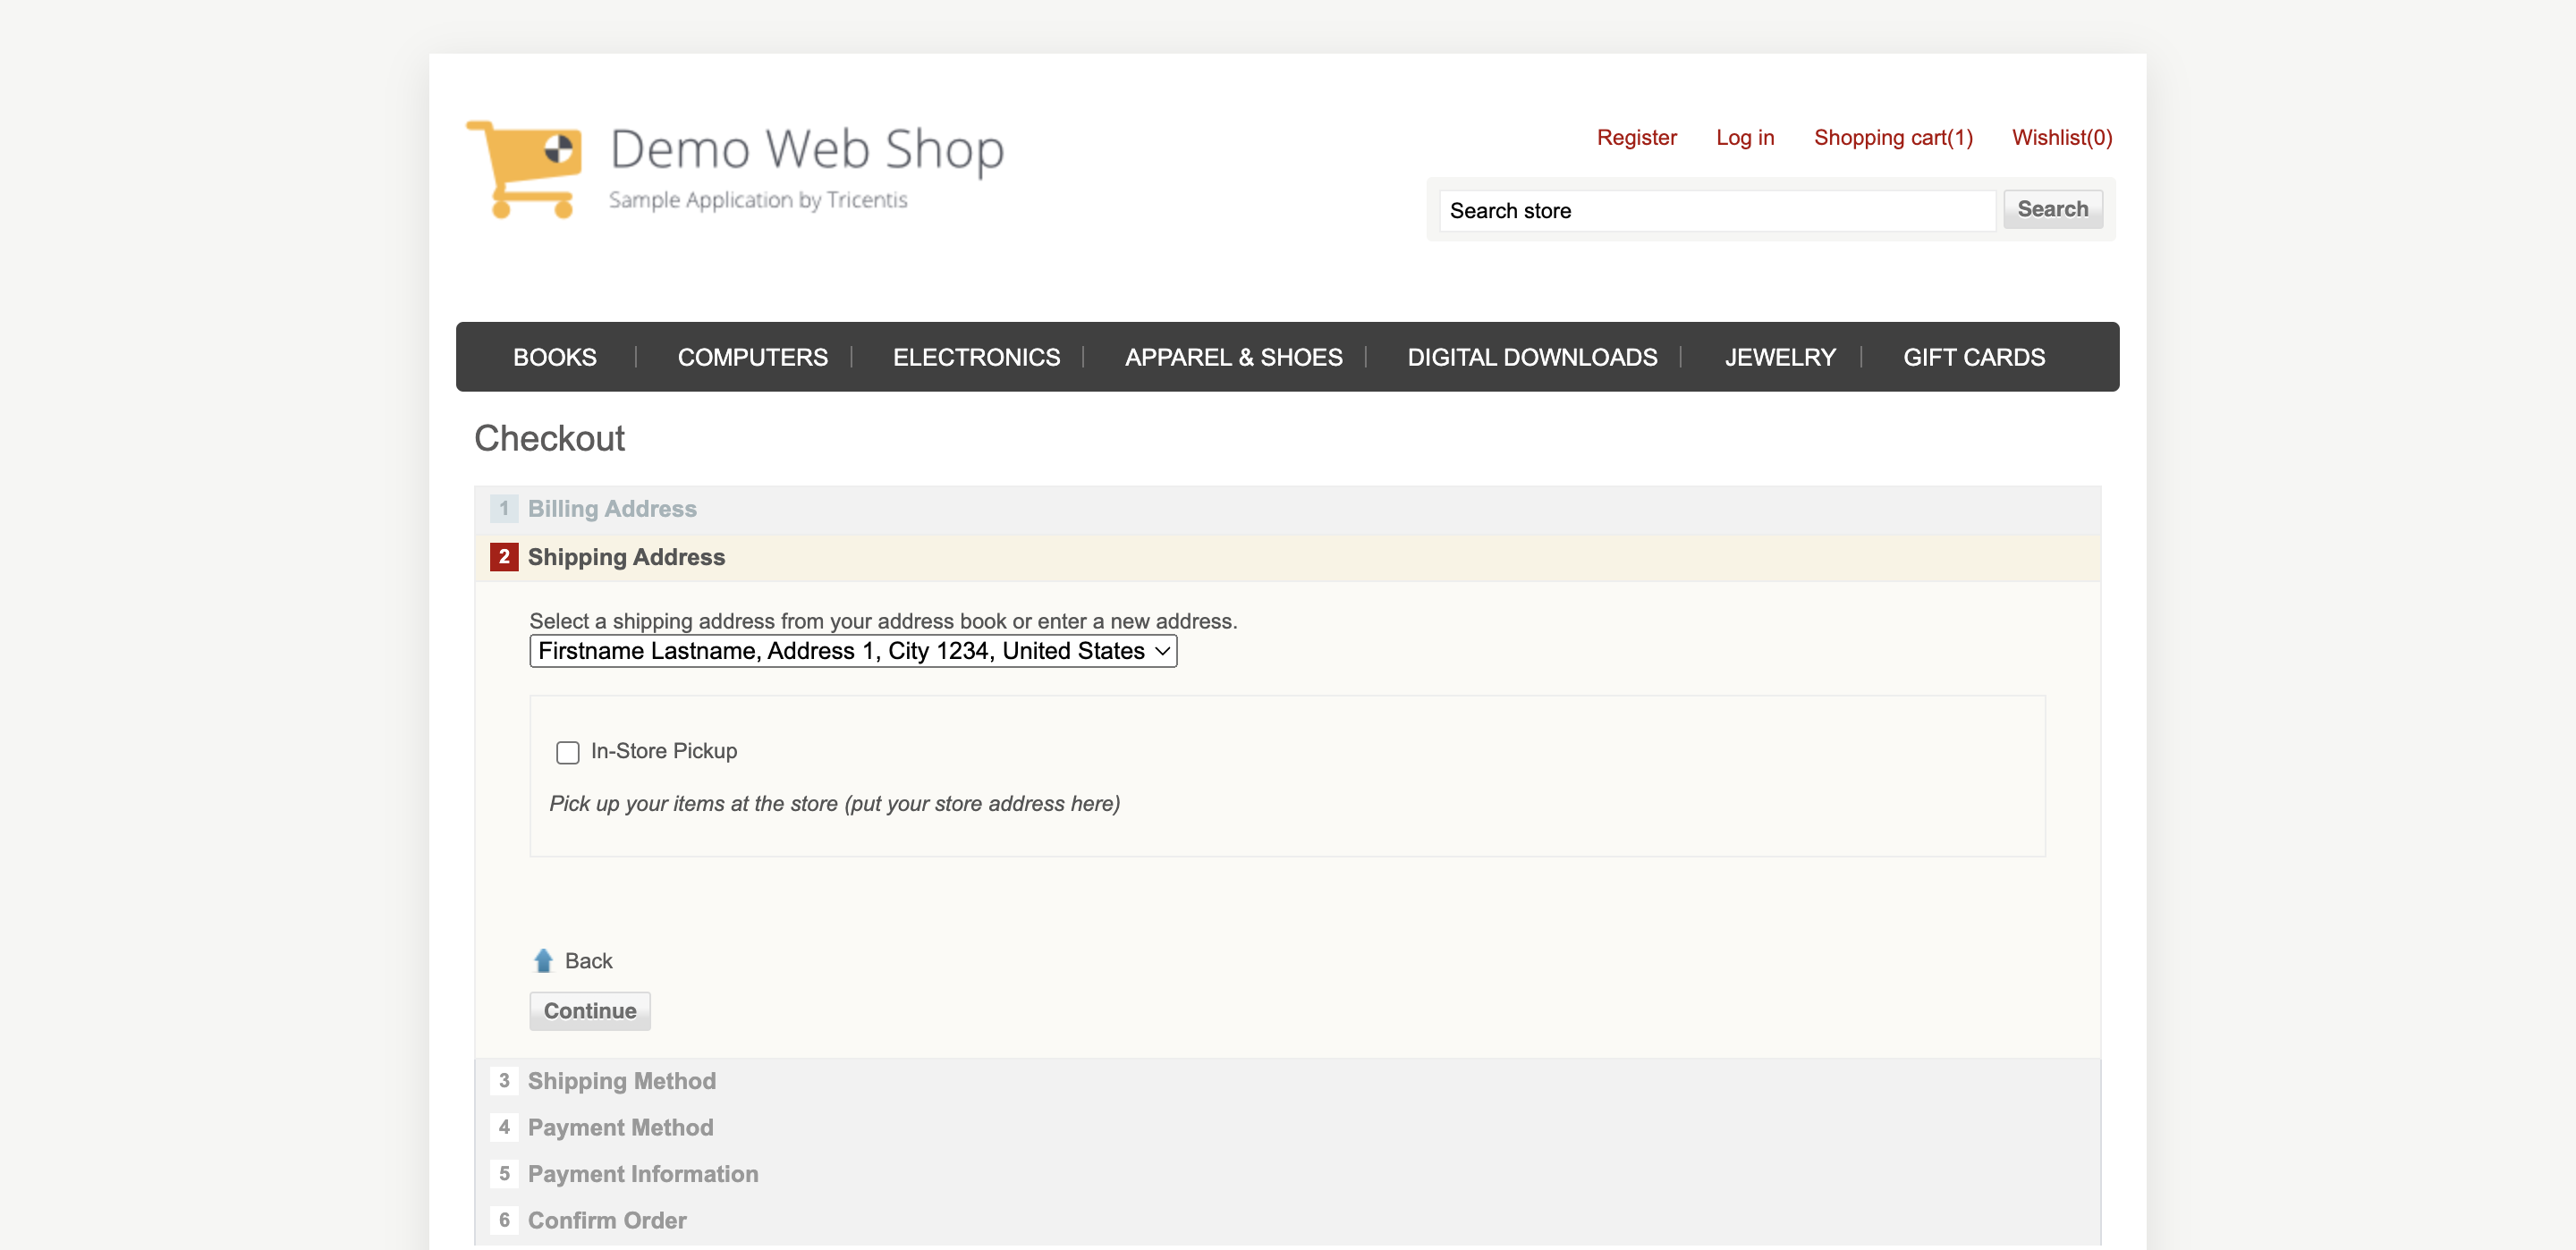 Demo Web Shop
Sample Application by Tricentis
Register Log in Shopping cart(1) Wishlist(0)
Search store Search
BOOKS COMPUTERS ELECTRONICS APPAREL & SHOES DIGITAL DOWNLOADS JEWELRY GIFT CARDS
Checkout
1 Billing Address
2 Shipping Address
Select a shipping address from your address book or enter a new address.
Firstname Lastname, Address 1, City 1234, United States
In-Store Pickup
Pick up your items at the store (put your store address here)
Back
Continue
3 Shipping Method
4 Payment Method
5 Payment Information
6 Confirm Order